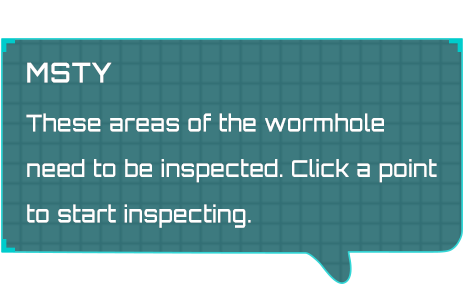 MSTY
These areas of the wormhole
need to be inspected. Click a point
to start inspecting.